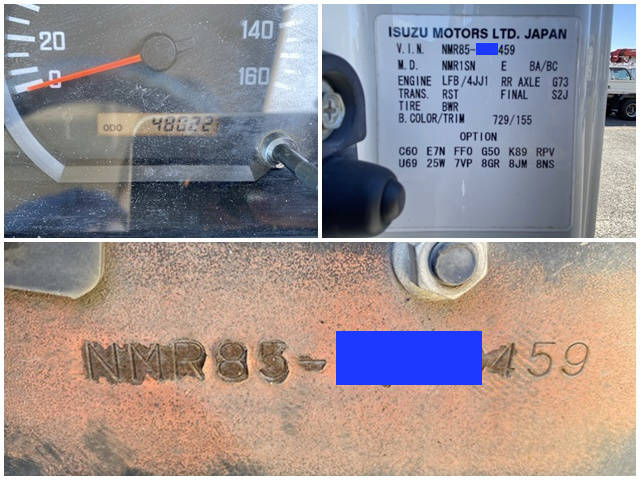 20
0
140
160
ODO 48022
ISUZU MOTORS LTD. JAPAN
V.I.N. NMR85- 459
M.D. NMR1SN E BA/BC
ENGINE LFB/4JJ1 RR AXLE G73
TRANS. RST FINAL S2J
TIRE BWR
B.COLOR/TRIM 729/155
OPTION
C60 E7N FF0 G50 K89 RPV
U69 25W 7VP 8GR 8JM 8NS
NMR85- 459